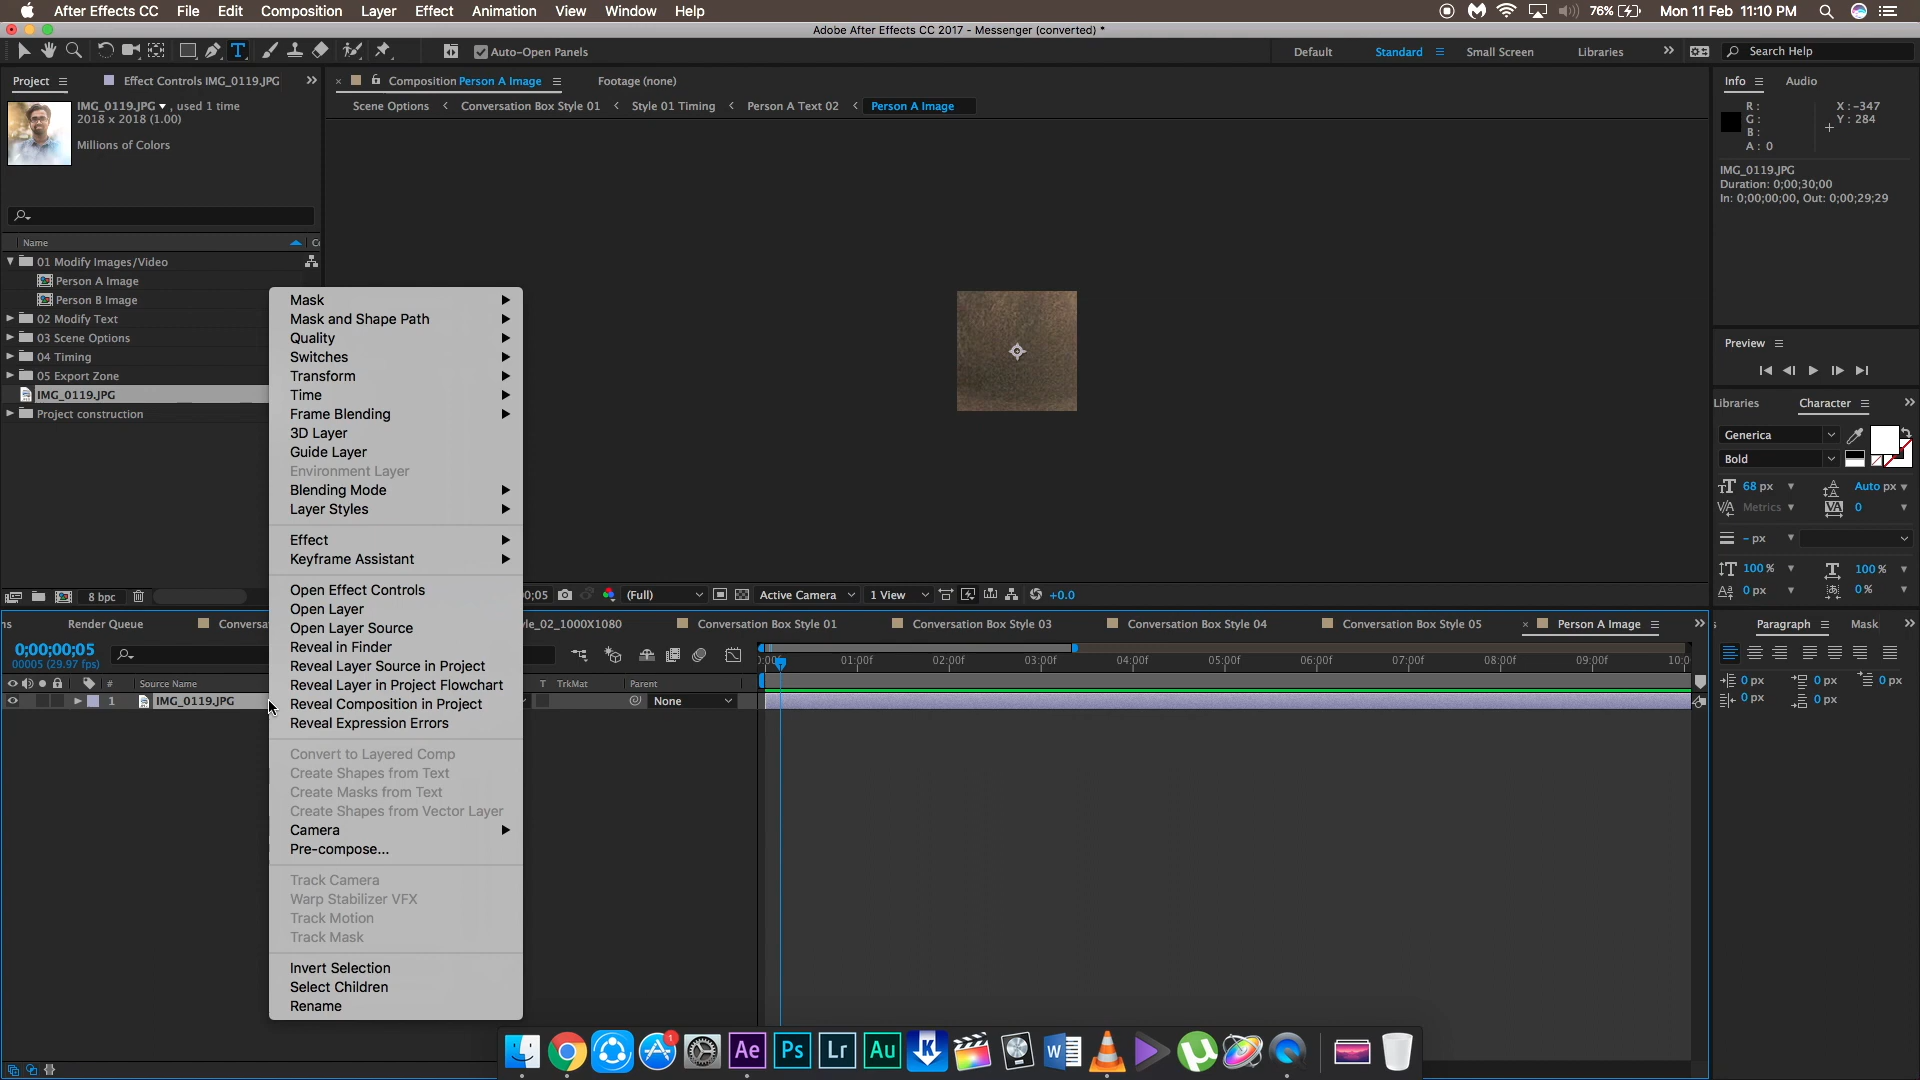 After Effects CC File Edit Composition Layer Effect Animation View Window Help 76% Mon 11 Feb 11:10 PM
Adobe After Effects CC 2017 - Messenger (converted) *
T Auto-Open Panels Default Standard Small Screen Libraries Search Help
Project Effect Controls IMG_0119.JPG
Composition Person A Image Footage (none)
Info Audio
IMG_0119.JPG , used 1 time
2018 x 2018 (1.00)
Millions of Colors
Scene Options Conversation Box Style 01 Style 01 Timing Person A Text 02 Person A Image
R :
G :
B :
A : 0
X : -347
Y : 284
IMG_0119.JPG
Duration: 0;00;30;00
In: 0;00;00;00, Out: 0;00;29;29
Name
01 Modify Images/Video
Person A Image
Person B Image
02 Modify Text
03 Scene Options
04 Timing
05 Export Zone
IMG_0119.JPG
Project construction
8 bpc
Mask
Mask and Shape Path
Quality
Switches
Transform
Time
Frame Blending
3D Layer
Guide Layer
Environment Layer
Blending Mode
Layer Styles
Effect
Keyframe Assistant
Open Effect Controls
Open Layer
Open Layer Source
Reveal in Finder
Reveal Layer Source in Project
Reveal Layer in Project Flowchart
Reveal Composition in Project
Reveal Expression Errors
Convert to Layered Comp
Create Shapes from Text
Create Masks from Text
Create Shapes from Vector Layer
Camera
Pre-compose...
Track Camera
Warp Stabilizer VFX
Track Motion
Track Mask
Invert Selection
Select Children
Rename
Preview
Libraries Character
Generica
Bold
68 px Auto px
Metrics 0
- px
100 % 100 %
0 px 0 %
0;05 (Full) Active Camera 1 View +0.0
ns Render Queue Conversa yle_02_1000X1080 Conversation Box Style 01 Conversation Box Style 03 Conversation Box Style 04 Conversation Box Style 05 Person A Image
Paragraph Mask
0;00;00;05
00005 (29.97 fps)
:00f 01:00f 02:00f 03:00f 04:00f 05:00f 06:00f 07:00f 08:00f 09:00f 10:0
# Source Name T TrkMat Parent
1 IMG_0119.JPG None
0 px 0 px 0 px
0 px 0 px
1
Ae Ps Lr Au K W